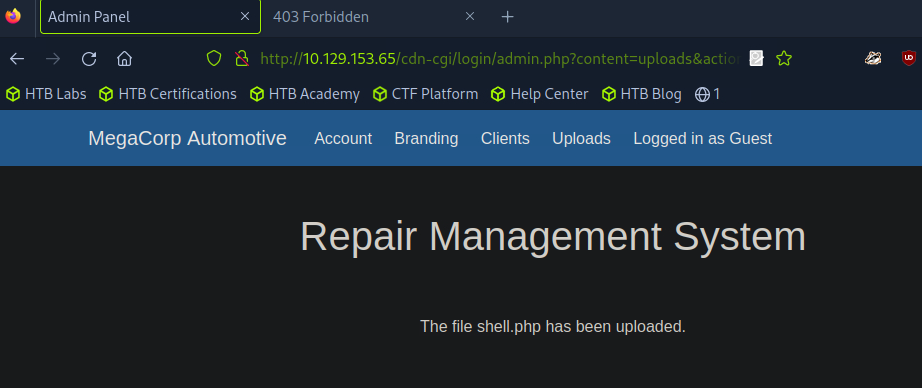 Admin Panel
403 Forbidden
http://10.129.153.65/cdn-cgi/login/admin.php?content=uploads&actio
HTB Labs HTB Certifications HTB Academy CTF Platform Help Center HTB Blog 1
MegaCorp Automotive Account Branding Clients Uploads Logged in as Guest
Repair Management System
The file shell.php has been uploaded.